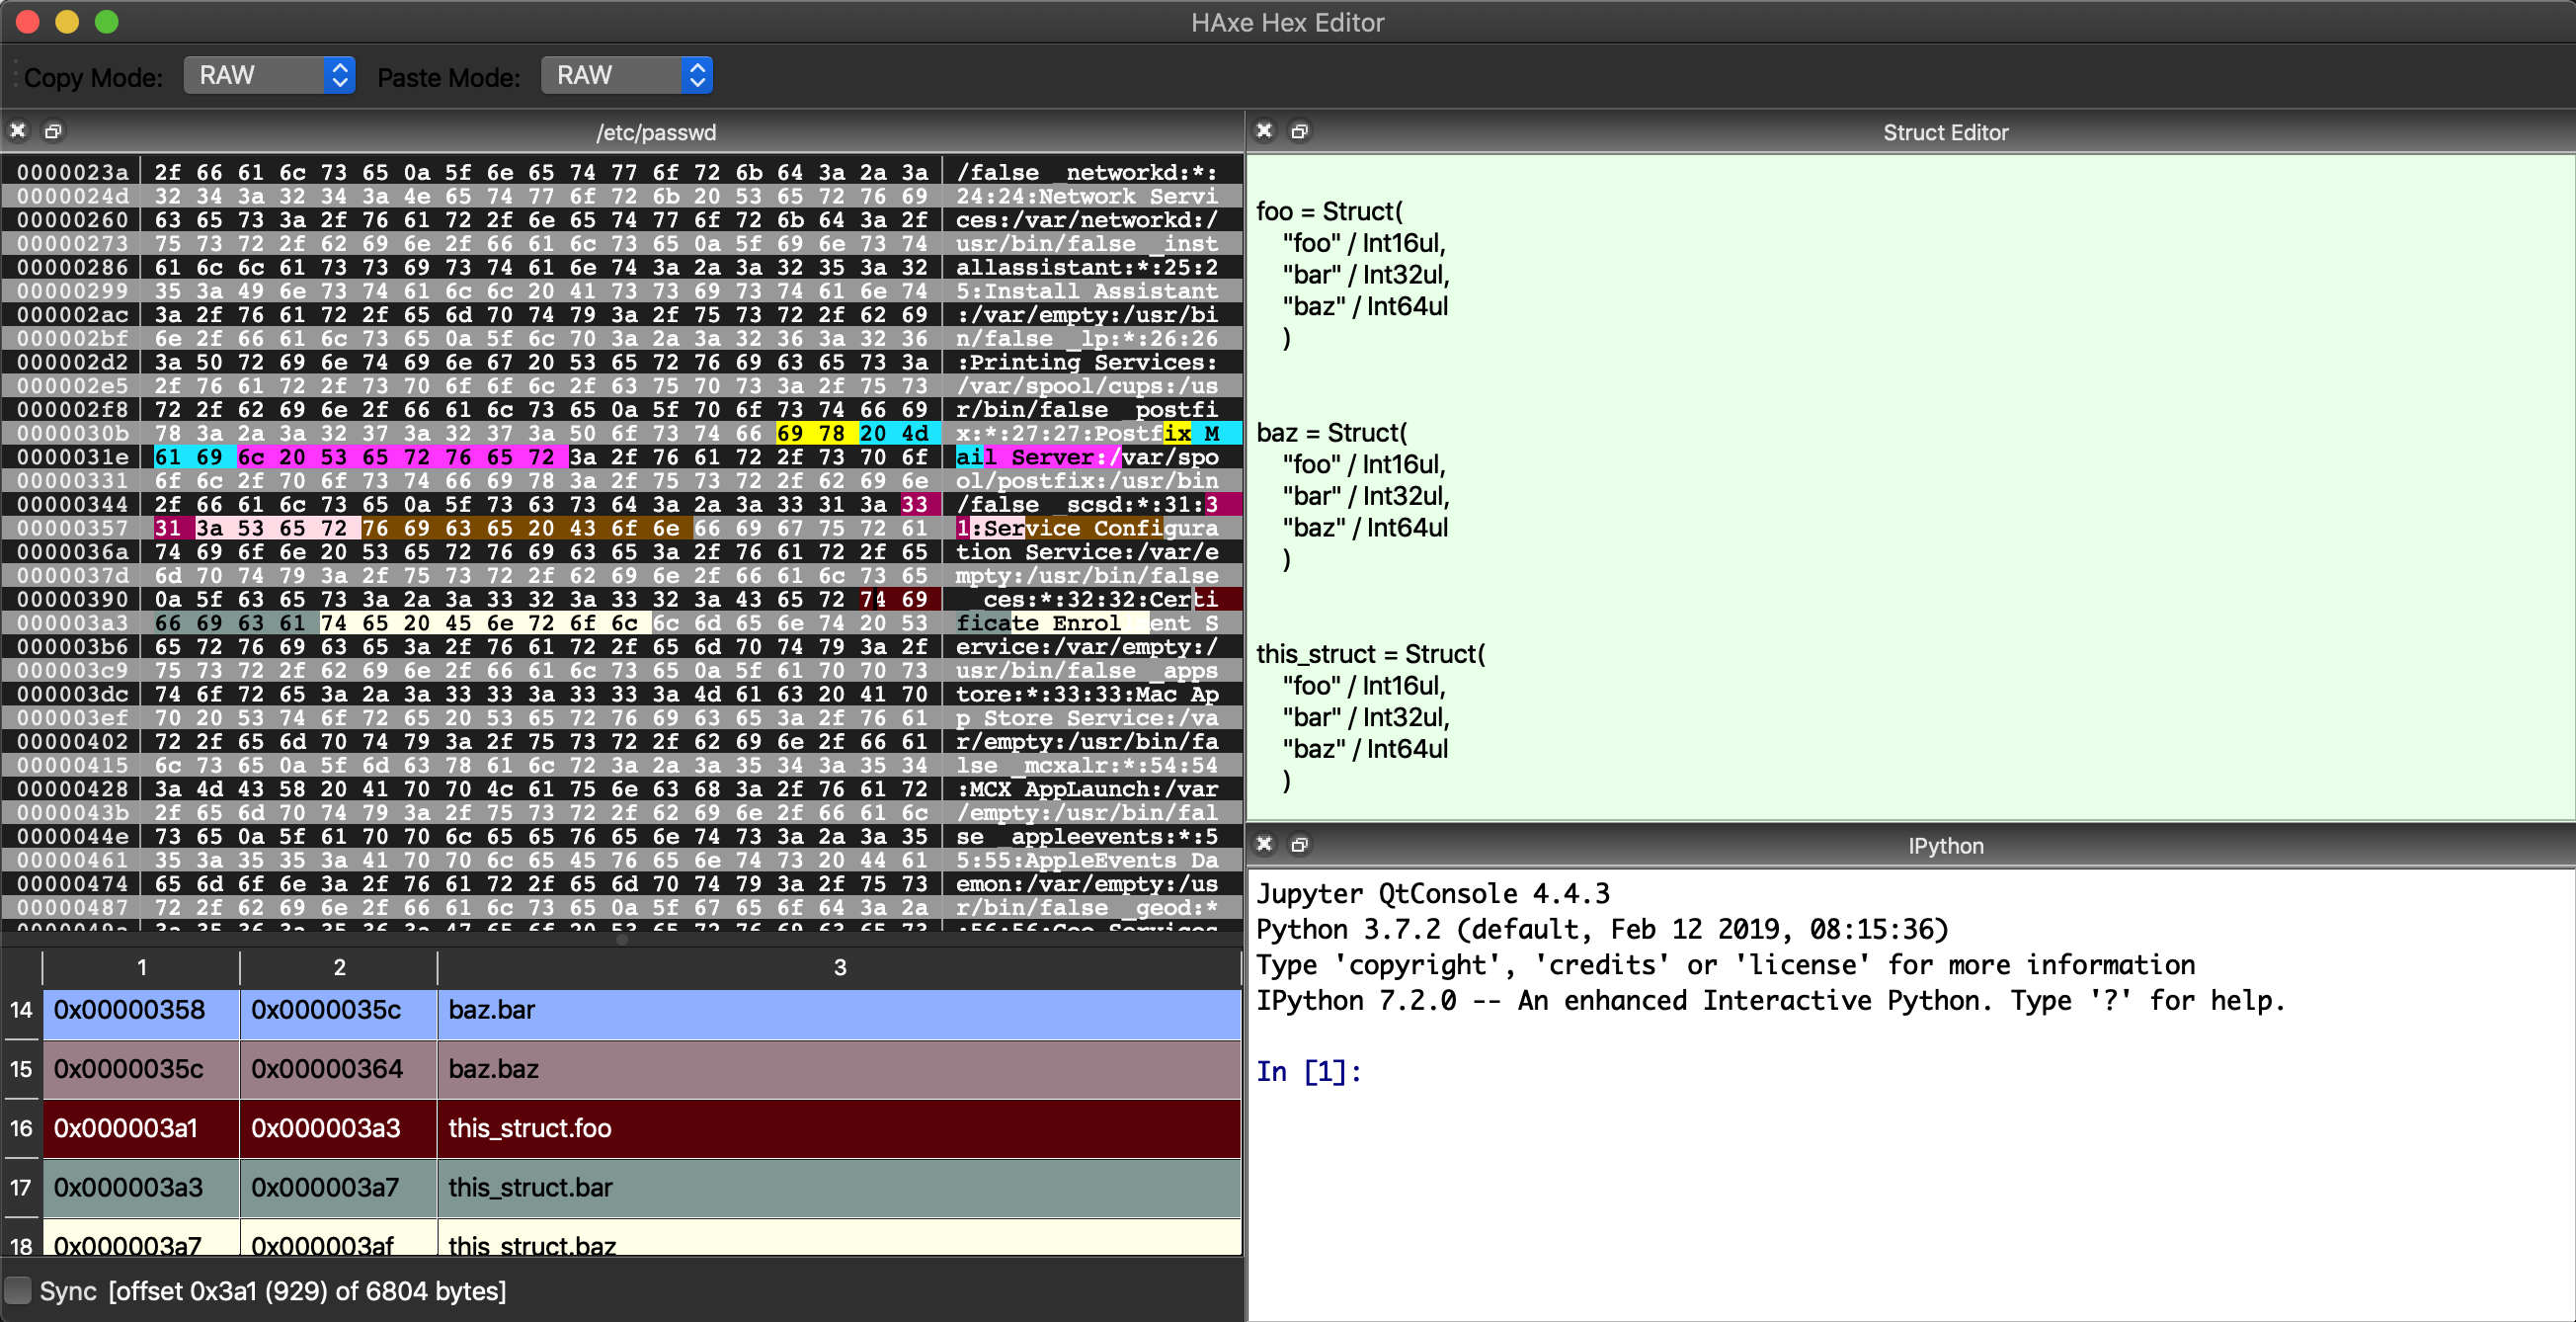 HAxe Hex Editor
Copy Mode: RAW Paste Mode: RAW
/etc/passwd
0000023a 2f 66 61 6c 73 65 0a 5f 6e 65 74 77 6f 72 6b 64 3a 2a 3a /false _networkd:*:
0000024d 32 34 3a 32 34 3a 4e 65 74 77 6f 72 6b 20 53 65 72 76 69 24:24:Network Servi
00000260 63 65 73 3a 2f 76 61 72 2f 6e 65 74 77 6f 72 6b 64 3a 2f ces:/var/networkd:/
00000273 75 73 72 2f 62 69 6e 2f 66 61 6c 73 65 0a 5f 69 6e 73 74 usr/bin/false _inst
00000286 61 6c 6c 61 73 73 69 73 74 61 6e 74 3a 2a 3a 32 35 3a 32 allassistant:*:25:2
00000299 35 3a 49 6e 73 74 61 6c 6c 20 41 73 73 69 73 74 61 6e 74 5:Install Assistant
000002ac 3a 2f 76 61 72 2f 65 6d 70 74 79 3a 2f 75 73 72 2f 62 69 :/var/empty:/usr/bi
000002bf 6e 2f 66 61 6c 73 65 0a 5f 6c 70 3a 2a 3a 32 36 3a 32 36 n/false _lp:*:26:26
000002d2 3a 50 72 69 6e 74 69 6e 67 20 53 65 72 76 69 63 65 73 3a :Printing Services:
000002e5 2f 76 61 72 2f 73 70 6f 6f 6c 2f 63 75 70 73 3a 2f 75 73 /var/spool/cups:/us
000002f8 72 2f 62 69 6e 2f 66 61 6c 73 65 0a 5f 70 6f 73 74 66 69 r/bin/false _postfi
0000030b 78 3a 2a 3a 32 37 3a 32 37 3a 50 6f 73 74 66 69 78 20 4d x:*:27:27:Postfix M
0000031e 61 69 6c 20 53 65 72 76 65 72 3a 2f 76 61 72 2f 73 70 6f ail Server:/var/spo
00000331 6f 6c 2f 70 6f 73 74 66 69 78 3a 2f 75 73 72 2f 62 69 6e ol/postfix:/usr/bin
00000344 2f 66 61 6c 73 65 0a 5f 73 63 73 64 3a 2a 3a 33 31 3a 33 /false _scsd:*:31:3
00000357 31 3a 53 65 72 76 69 63 65 20 43 6f 6e 66 69 67 75 72 61 1:Service Configura
0000036a 74 69 6f 6e 20 53 65 72 76 69 63 65 3a 2f 76 61 72 2f 65 tion Service:/var/e
0000037d 6d 70 74 79 3a 2f 75 73 72 2f 62 69 6e 2f 66 61 6c 73 65 mpty:/usr/bin/false
00000390 0a 5f 63 65 73 3a 2a 3a 33 32 3a 33 32 3a 43 65 72 74 69 _ces:*:32:32:Certi
000003a3 66 69 63 61 74 65 20 45 6e 72 6f 6c 6c 6d 65 6e 74 20 53 ficate Enrol ent S
000003b6 65 72 76 69 63 65 3a 2f 76 61 72 2f 65 6d 70 74 79 3a 2f ervice:/var/empty:/
000003c9 75 73 72 2f 62 69 6e 2f 66 61 6c 73 65 0a 5f 61 70 70 73 usr/bin/false _apps
000003dc 74 6f 72 65 3a 2a 3a 33 33 3a 33 33 3a 4d 61 63 20 41 70 tore:*:33:33:Mac Ap
000003ef 70 20 53 74 6f 72 65 20 53 65 72 76 69 63 65 3a 2f 76 61 p Store Service:/va
00000402 72 2f 65 6d 70 74 79 3a 2f 75 73 72 2f 62 69 6e 2f 66 61 r/empty:/usr/bin/fa
00000415 6c 73 65 0a 5f 6d 63 78 61 6c 72 3a 2a 3a 35 34 3a 35 34 lse _mcxalr:*:54:54
00000428 3a 4d 43 58 20 41 70 70 4c 61 75 6e 63 68 3a 2f 76 61 72 :MCX AppLaunch:/var
0000043b 2f 65 6d 70 74 79 3a 2f 75 73 72 2f 62 69 6e 2f 66 61 6c /empty:/usr/bin/fal
0000044e 73 65 0a 5f 61 70 70 6c 65 65 76 65 6e 74 73 3a 2a 3a 35 se _appleevents:*:5
00000461 35 3a 35 35 3a 41 70 70 6c 65 45 76 65 6e 74 73 20 44 61 5:55:AppleEvents Da
00000474 65 6d 6f 6e 3a 2f 76 61 72 2f 65 6d 70 74 79 3a 2f 75 73 emon:/var/empty:/us
00000487 72 2f 62 69 6e 2f 66 61 6c 73 65 0a 5f 67 65 6f 64 3a 2a r/bin/false _geod:*
0000049a 3a 35 36 3a 35 36 3a 47 65 6f 20 53 65 72 76 69 63 65 73 :56:56:Geo Services
1 2 3
14 0x00000358 0x0000035c baz.bar
15 0x0000035c 0x00000364 baz.baz
16 0x000003a1 0x000003a3 this_struct.foo
17 0x000003a3 0x000003a7 this_struct.bar
18 0x000003a7 0x000003af this_struct.baz
Sync [offset 0x3a1 (929) of 6804 bytes]
Struct Editor
foo = Struct(
"foo" / Int16ul,
"bar" / Int32ul,
"baz" / Int64ul
)
baz = Struct(
"foo" / Int16ul,
"bar" / Int32ul,
"baz" / Int64ul
)
this_struct = Struct(
"foo" / Int16ul,
"bar" / Int32ul,
"baz" / Int64ul
)
IPython
Jupyter QtConsole 4.4.3
Python 3.7.2 (default, Feb 12 2019, 08:15:36)
Type 'copyright', 'credits' or 'license' for more information
IPython 7.2.0 -- An enhanced Interactive Python. Type '?' for help.
In [1]: